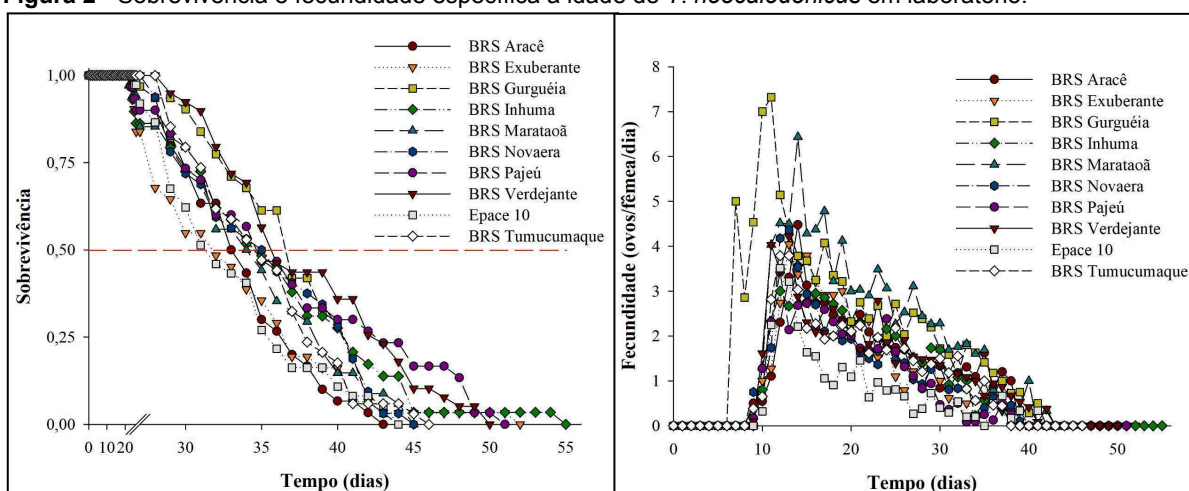 Figura 2 - Sobrevivência e fecundidade específica à idade de T. neocaledonicus em laboratório.
1,00
0,75
0,50
0,25
0,00
Sobrevivência
0 10 20 30 35 40 45 50 55
Tempo (dias)
BRS Aracê
BRS Exuberante
BRS Gurguéia
BRS Inhuma
BRS Marataoã
BRS Novaera
BRS Pajeú
BRS Verdejante
Epace 10
BRS Tumucumaque
8
7
6
5
4
3
2
1
0
Fecundidade (ovos/fêmea/dia)
0 10 20 30 40 50
Tempo (dias)
BRS Aracê
BRS Exuberante
BRS Gurguéia
BRS Inhuma
BRS Marataoã
BRS Novaera
BRS Pajeú
BRS Verdejante
Epace 10
BRS Tumucumaque